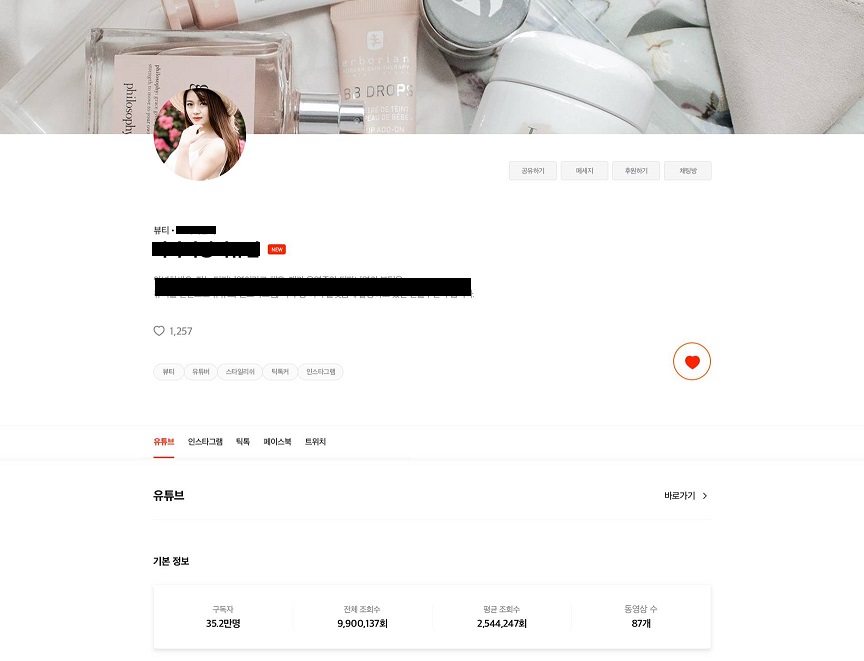 philosophy
erborian
BB DROPS
공유하기 메세지 후원하기 채팅방
뷰티 •
NEW
1,257
뷰티 유튜버 스타일리쉬 틱톡커 인스타그램
유튜브 인스타그램 틱톡 페이스북 트위치
유튜브 바로가기
기본 정보
구독자 전체 조회수 평균 조회수 동영상 수
35.2만명 9,900,137회 2,544,247회 87개